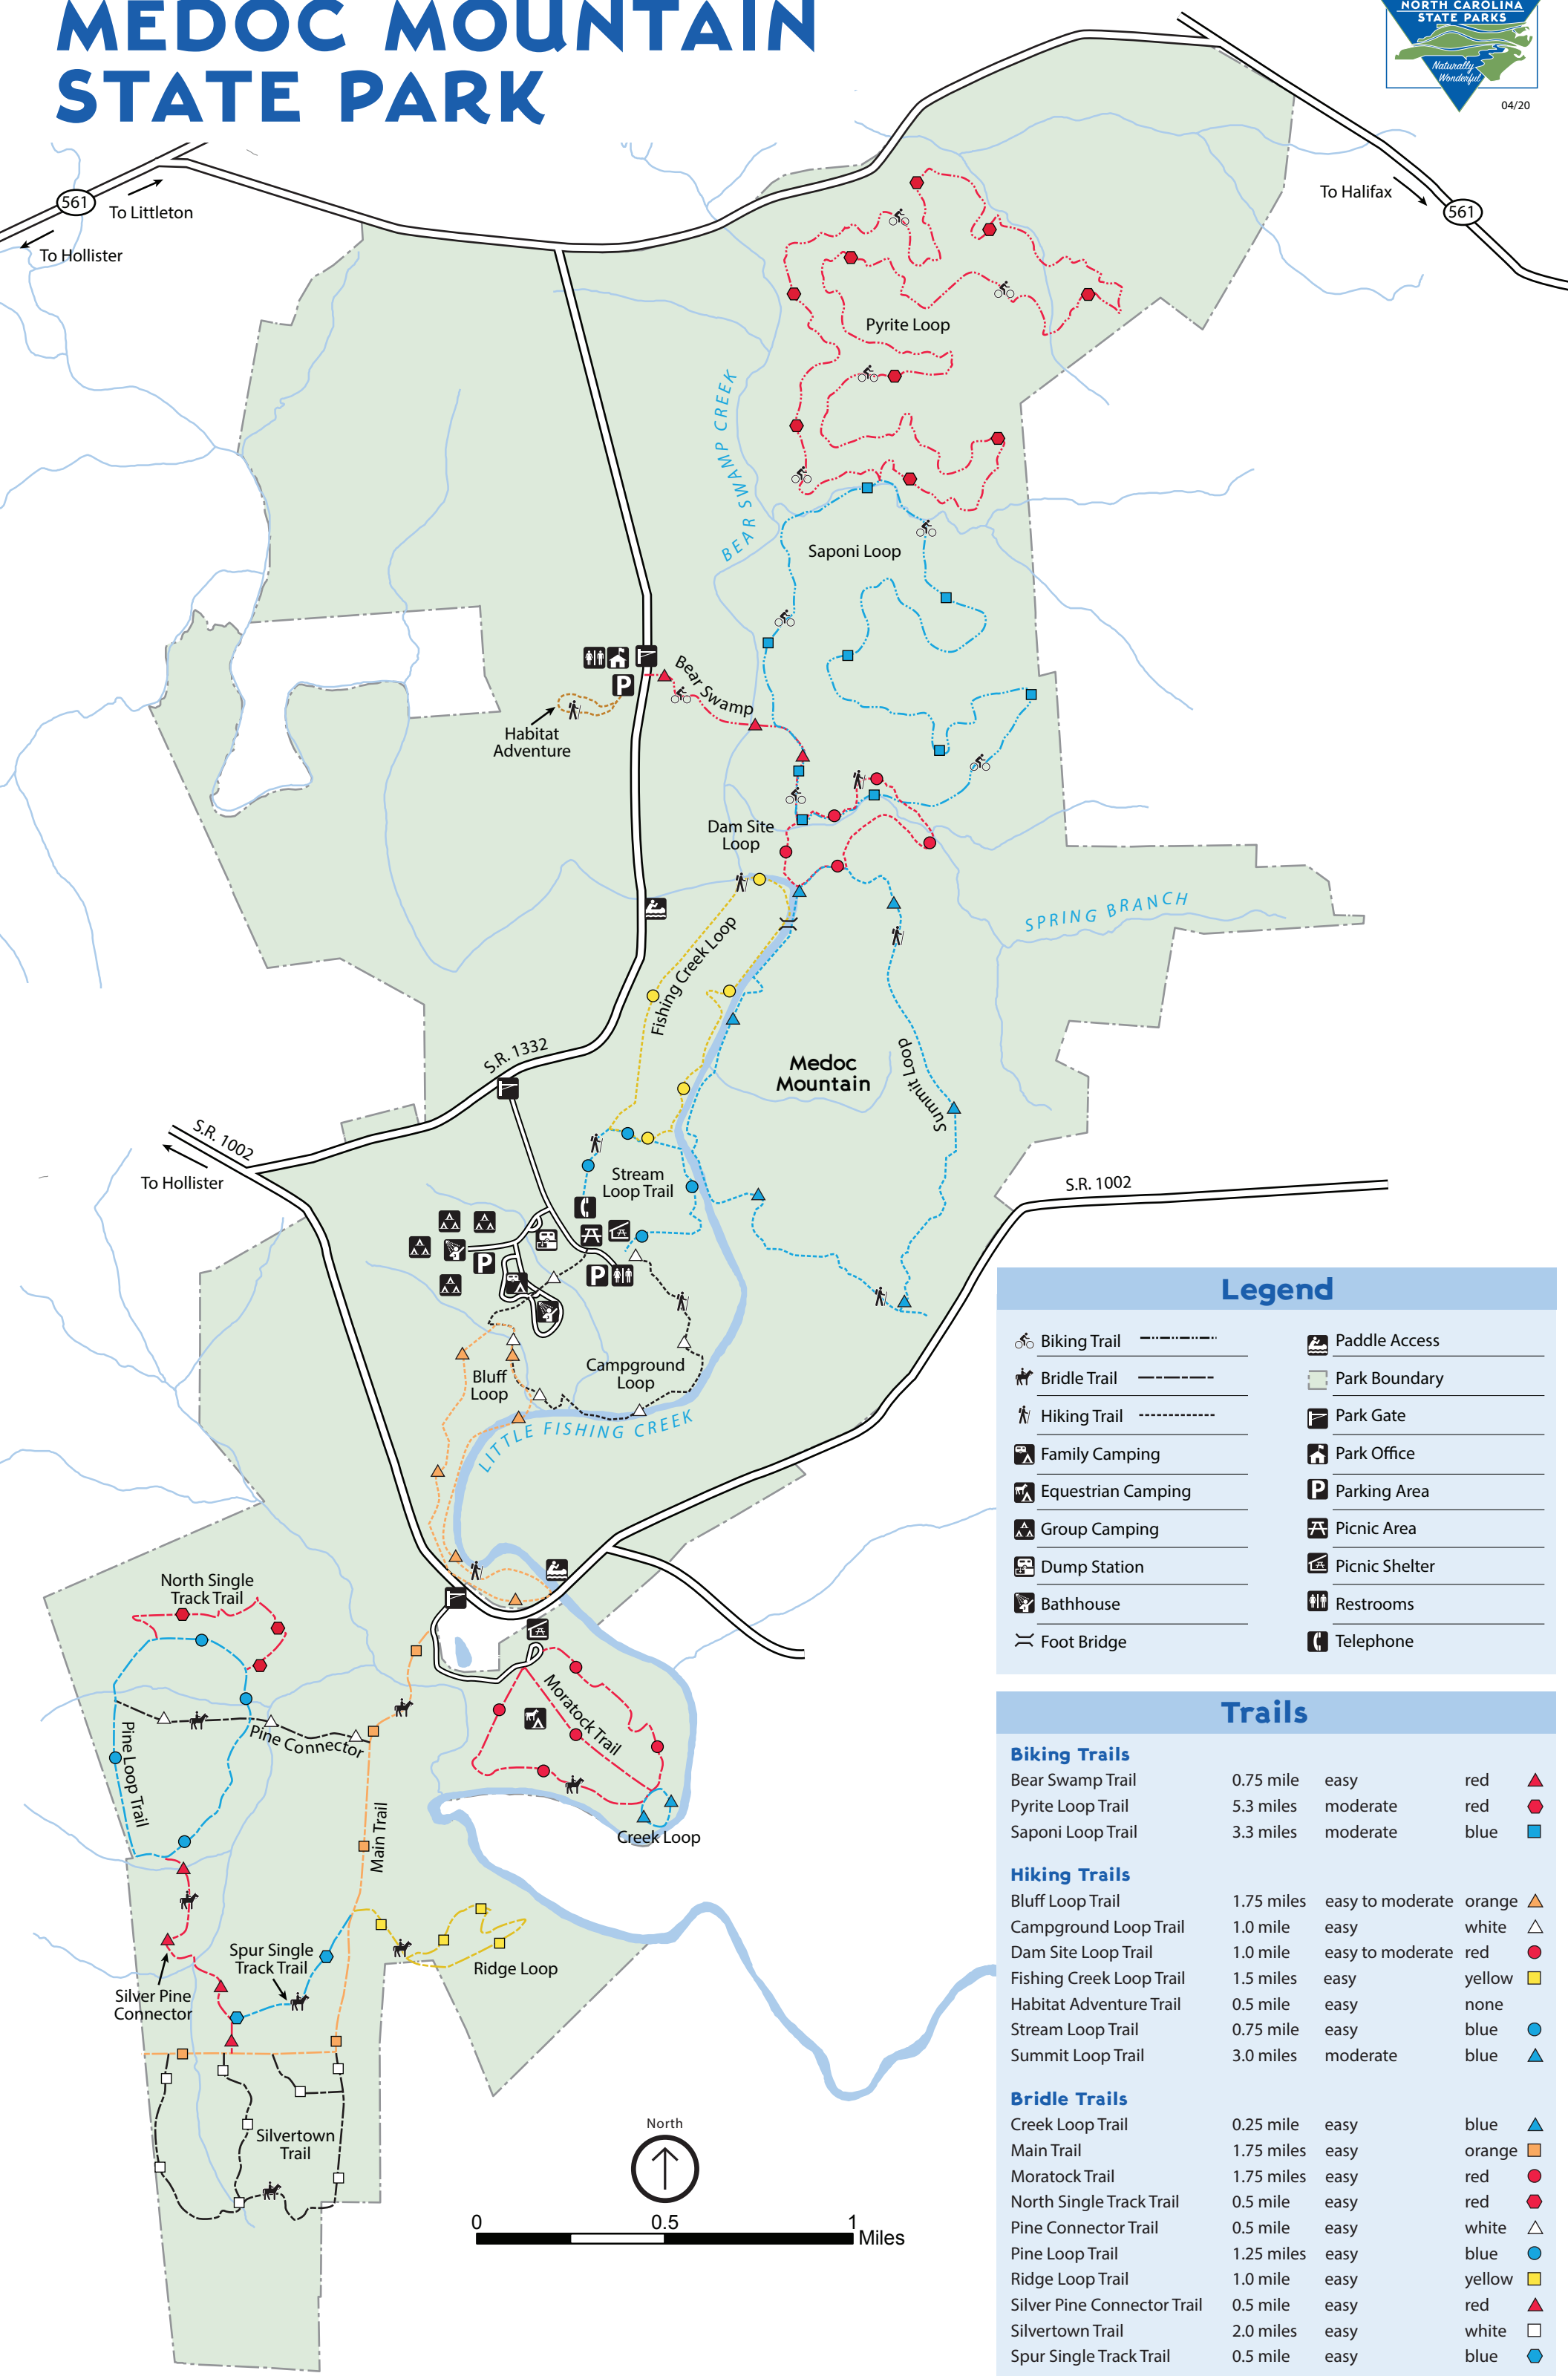 MEDOC MOUNTAIN
STATE PARK
NORTH CAROLINA
STATE PARKS
Naturally
Wonderful
04/20
561
To Littleton
To Hollister
To Halifax
561
Pyrite Loop
BEAR SWAMP CREEK
Saponi Loop
Bear Swamp
P
Habitat
Adventure
Dam Site
Loop
SPRING BRANCH
Fishing Creek Loop
S.R. 1332
Medoc
Mountain
Summit Loop
S.R. 1002
To Hollister
Stream
Loop Trail
S.R. 1002
P
P
Bluff
Loop
Campground
Loop
LITTLE FISHING CREEK
North Single
Track Trail
Moratock Trail
Pine Connector
Pine Loop Trail
Main Trail
Creek Loop
Spur Single
Track Trail
Ridge Loop
Silver Pine
Connector
Silvertown
Trail
North
0 0.5 1
Miles
Legend
Biking Trail
Bridle Trail
Hiking Trail
Family Camping
Equestrian Camping
Group Camping
Dump Station
Bathhouse
Foot Bridge
Paddle Access
Park Boundary
Park Gate
Park Office
P Parking Area
Picnic Area
Picnic Shelter
Restrooms
Telephone
Trails
Biking Trails
Bear Swamp Trail 0.75 mile easy red
Pyrite Loop Trail 5.3 miles moderate red
Saponi Loop Trail 3.3 miles moderate blue
Hiking Trails
Bluff Loop Trail 1.75 miles easy to moderate orange
Campground Loop Trail 1.0 mile easy white
Dam Site Loop Trail 1.0 mile easy to moderate red
Fishing Creek Loop Trail 1.5 miles easy yellow
Habitat Adventure Trail 0.5 mile easy none
Stream Loop Trail 0.75 mile easy blue
Summit Loop Trail 3.0 miles moderate blue
Bridle Trails
Creek Loop Trail 0.25 mile easy blue
Main Trail 1.75 miles easy orange
Moratock Trail 1.75 miles easy red
North Single Track Trail 0.5 mile easy red
Pine Connector Trail 0.5 mile easy white
Pine Loop Trail 1.25 miles easy blue
Ridge Loop Trail 1.0 mile easy yellow
Silver Pine Connector Trail 0.5 mile easy red
Silvertown Trail 2.0 miles easy white
Spur Single Track Trail 0.5 mile easy blue